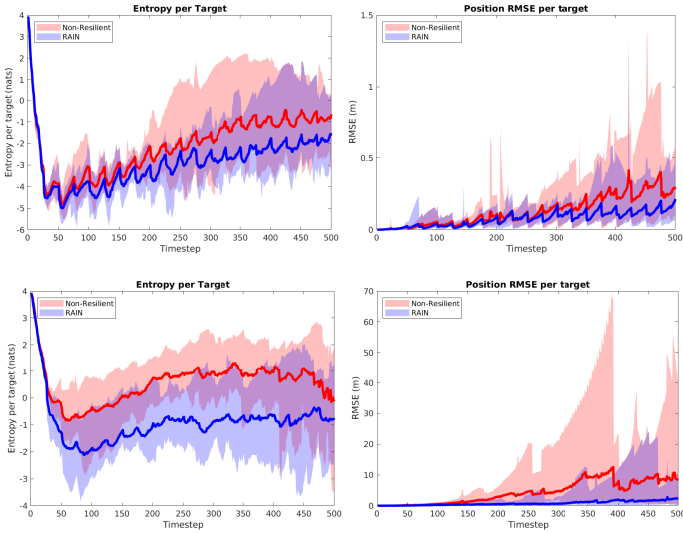 Entropy per Target
Entropy per target (nats)
4
3
2
1
0
-1
-2
-3
-4
-5
-6
Non-Resilient
RAIN
0 50 100 150 200 250 300 350 400 450 500
Timestep
Position RMSE per target
RMSE (m)
1.5
1
0.5
0
Non-Resilient
RAIN
0 100 200 300 400 500
Timestep
Entropy per Target
Entropy per target (nats)
4
3
2
1
0
-1
-2
-3
-4
Non-Resilient
RAIN
0 50 100 150 200 250 300 350 400 450 500
Timestep
Position RMSE per target
RMSE (m)
70
60
50
40
30
20
10
0
Non-Resilient
RAIN
0 50 100 150 200 250 300 350 400 450 500
Timestep